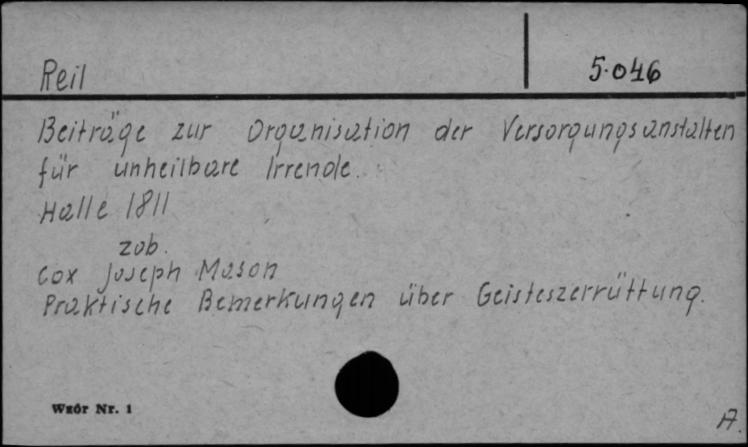 Reil 5.046
Beiträge zur Organisation der Versorgungsanstalten
für unheilbare Irrende.
Halle 1811
zob.
Cox Joseph Mason
Praktische Bemerkungen über Geisteszerrüttung.
Wzór Nr. 1
A.